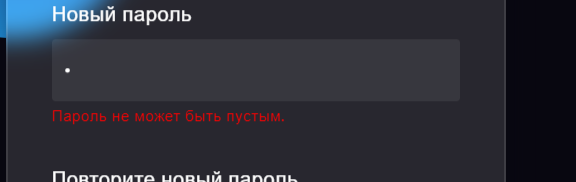 Новый пароль
•
Пароль не может быть пустым.
Повторите новый пароль